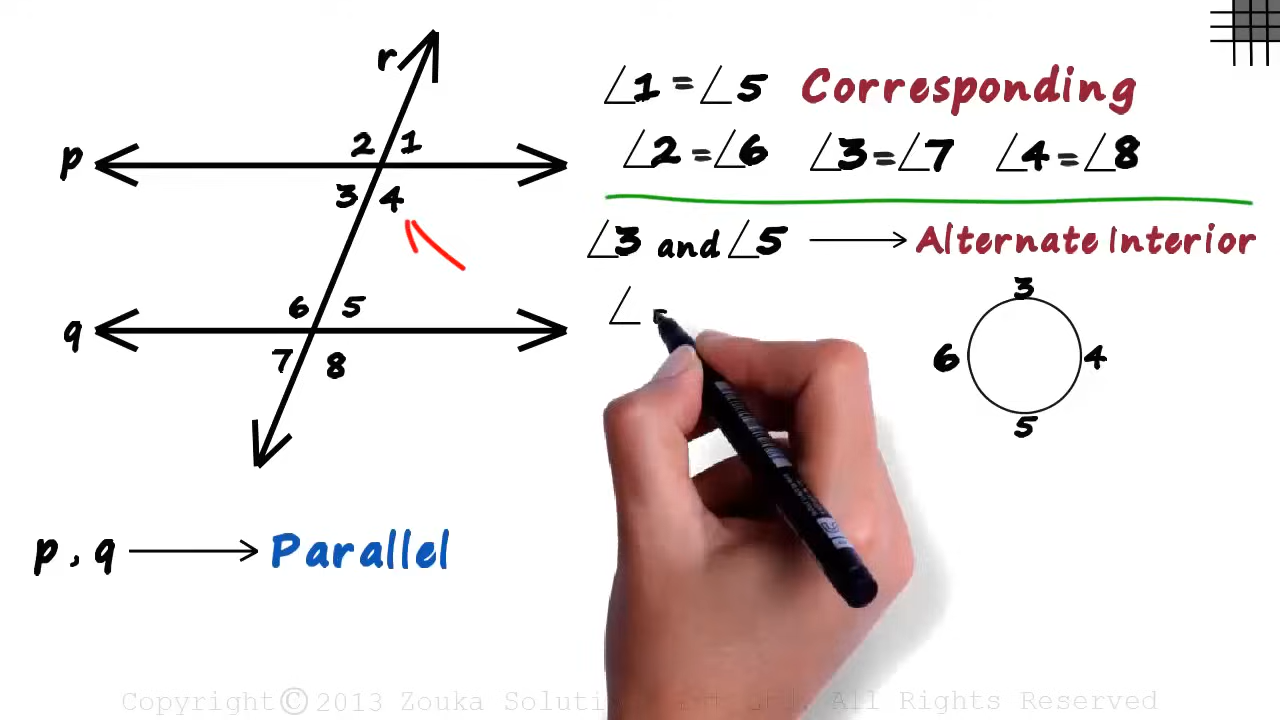 r
∠1 = ∠5 Corresponding
p
2 1
∠2 = ∠6 ∠3 = ∠7 ∠4 = ∠8
3 4
∠3 and ∠5 Alternate Interior
3
∠
6 5
q
6 4
7 8
5
p , q Parallel
Copyright © 2013 Zouka All Rights Reserved